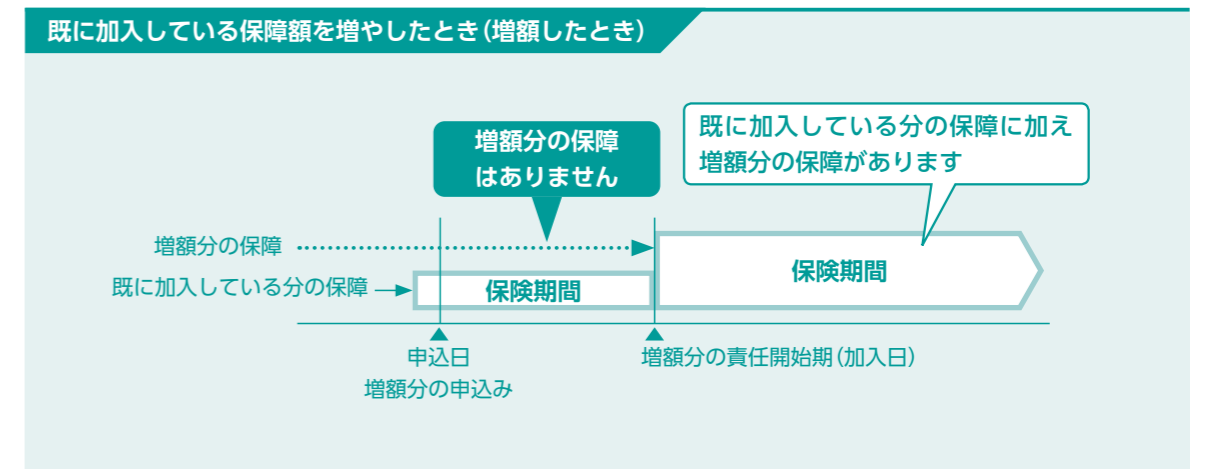 既に加入している保障額を増やしたとき(増額したとき)
増額分の保障
はありません
既に加入している分の保障に加え
増額分の保障があります
増額分の保障
既に加入している分の保障
保険期間
保険期間
申込日
増額分の申込み
増額分の責任開始期(加入日)